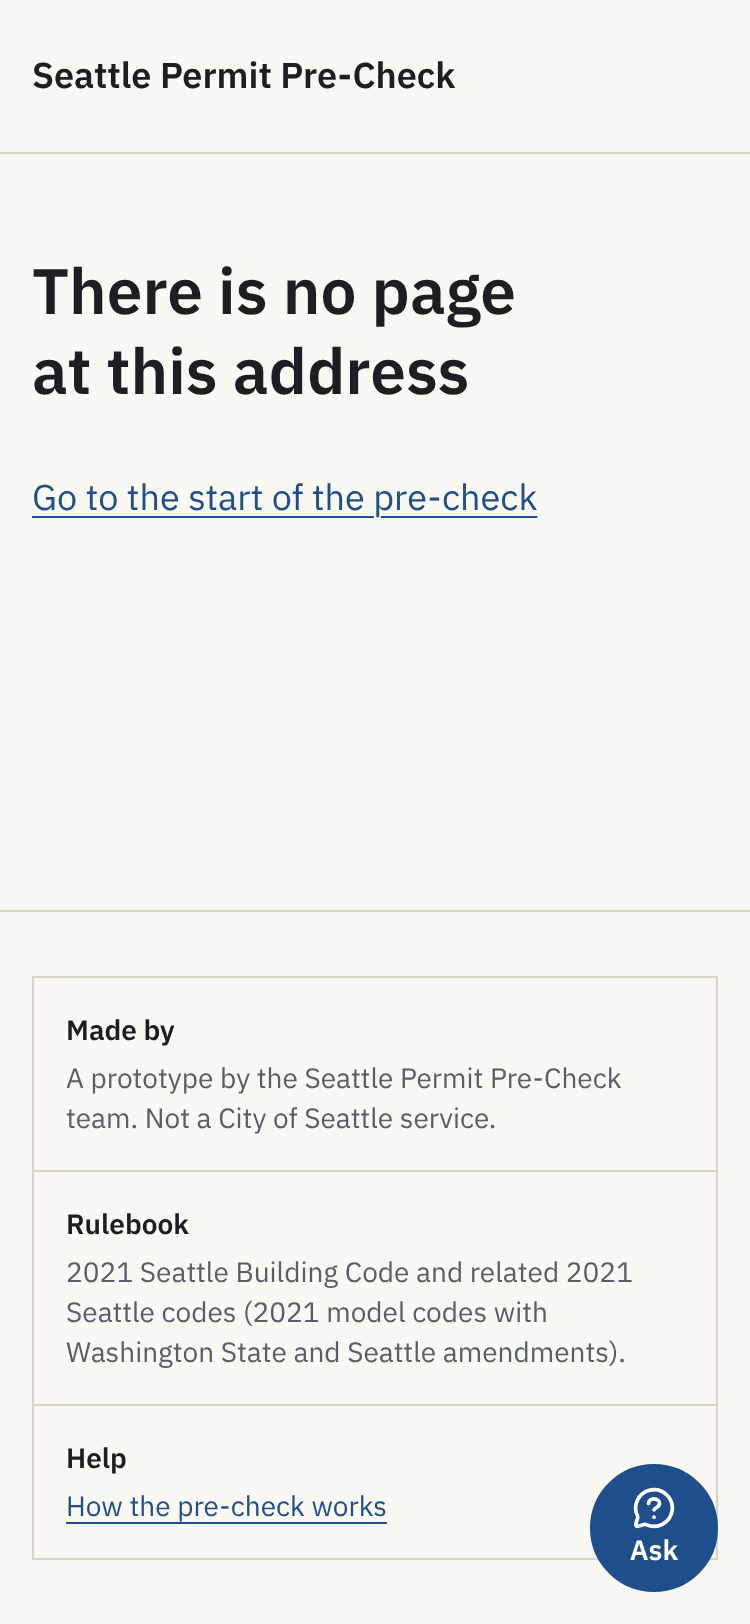 Seattle Permit Pre-Check
There is no page
at this address
Go to the start of the pre-check
Made by
A prototype by the Seattle Permit Pre-Check
team. Not a City of Seattle service.
Rulebook
2021 Seattle Building Code and related 2021
Seattle codes (2021 model codes with
Washington State and Seattle amendments).
Help
How the pre-check works
Ask